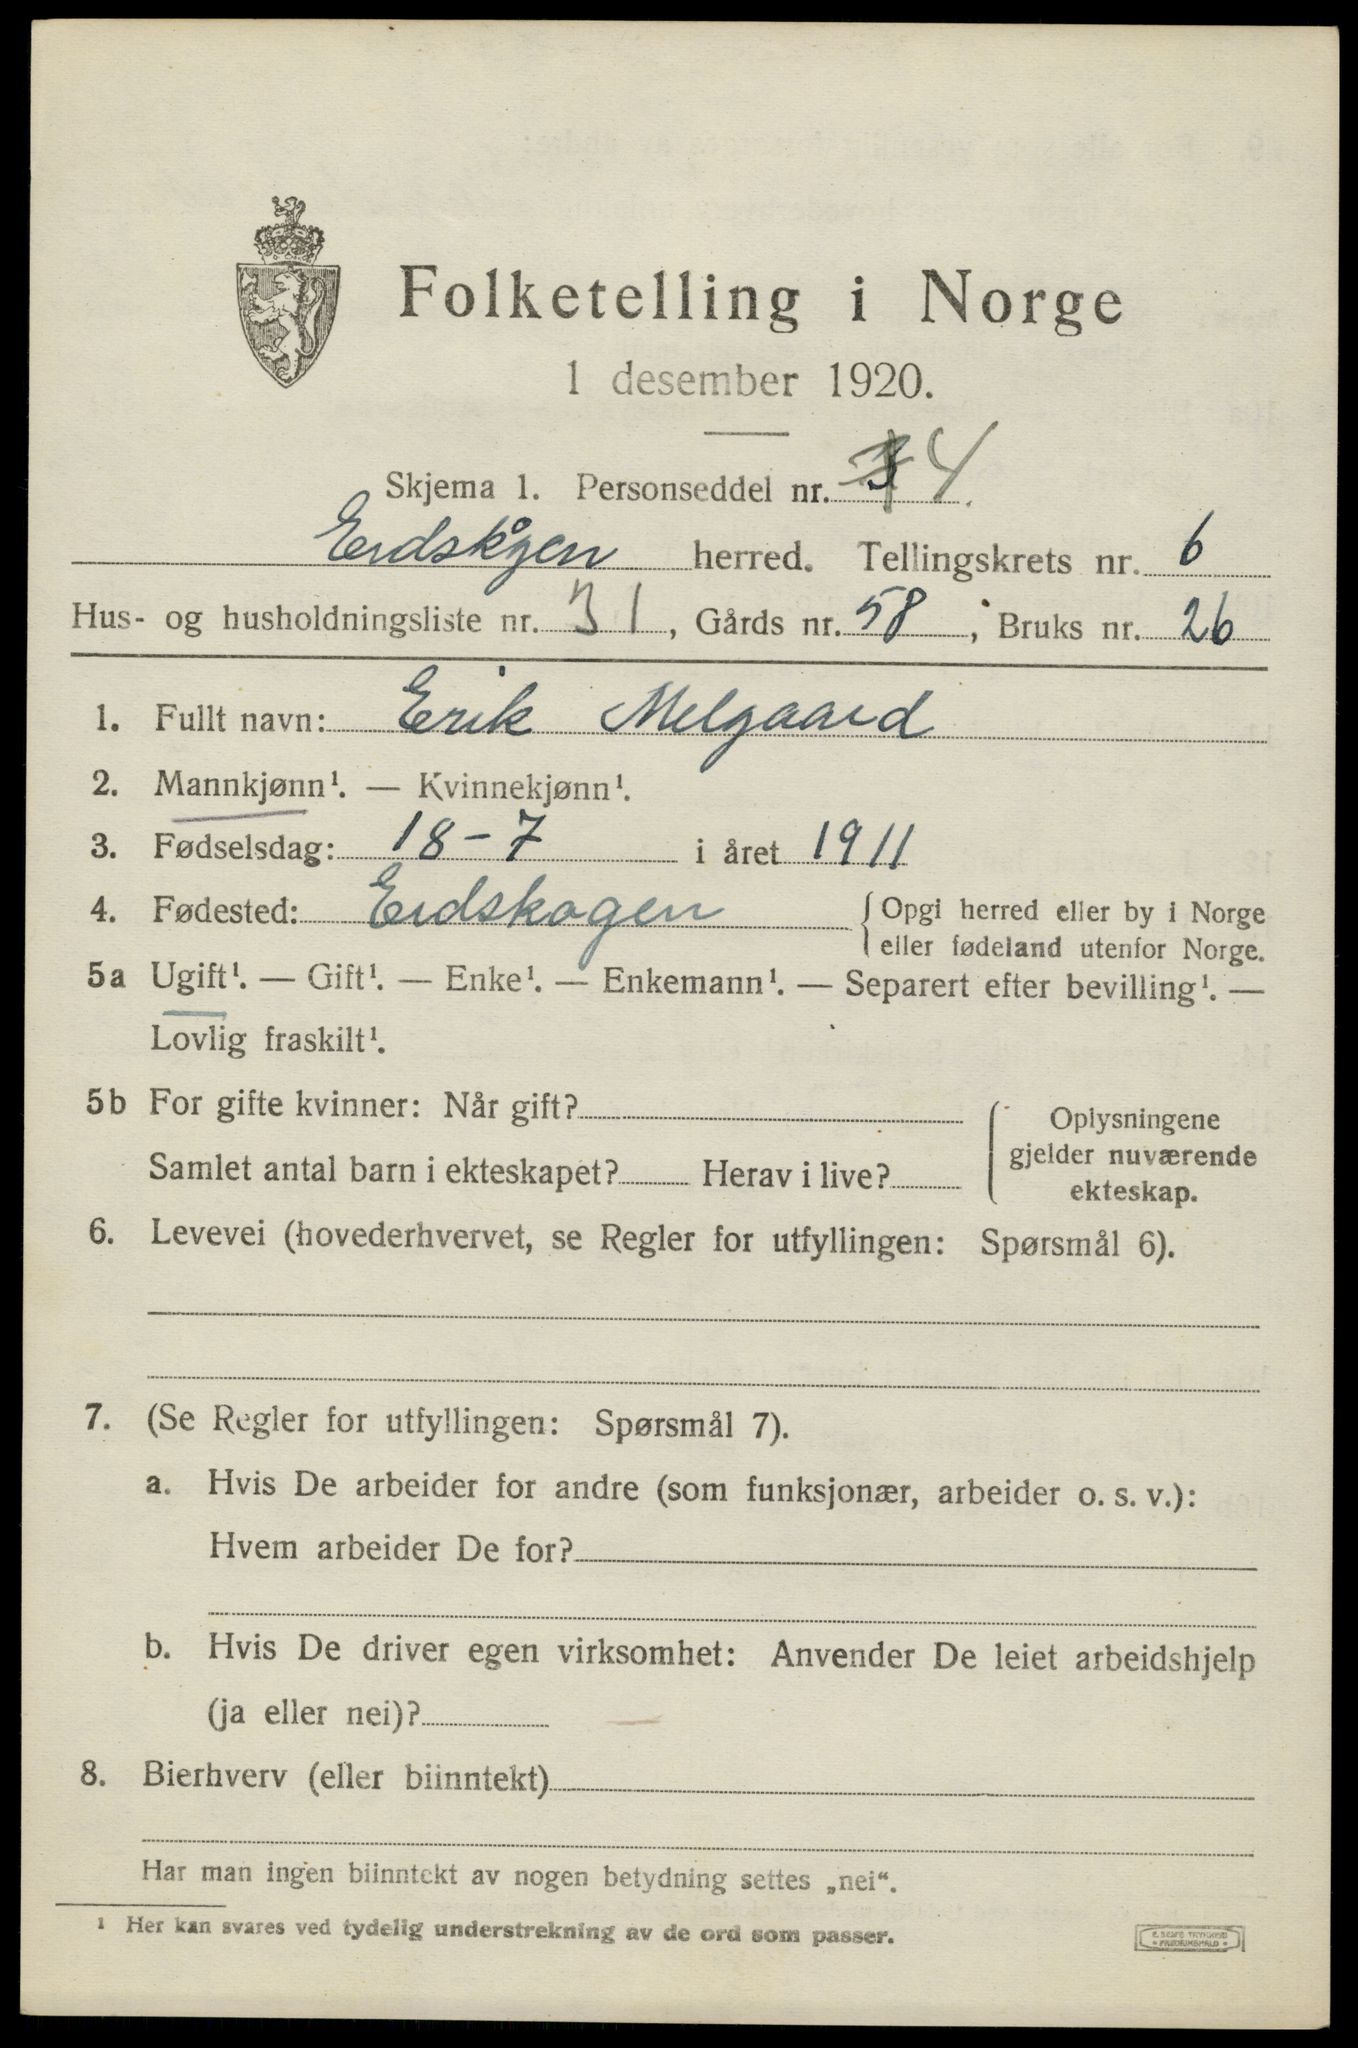 Folketelling i Norge
1 desember 1920.
Skjema 1. Personseddel nr. 4
Eidskogen herred. Tellingskrets nr. 6
Hus- og husholdningsliste nr. 31, Gårds nr. 58, Bruks nr. 26
1. Fullt navn: Erik Melgaard
2. Mannkjønn¹. — Kvinnekjønn¹.
3. Fødselsdag: 18-7 i året 1911
4. Fødested: Eidskogen {Opgi herred eller by i Norge
eller fødeland utenfor Norge.
5a Ugift¹. — Gift¹. — Enke¹. — Enkemann¹. — Separert efter bevilling¹. —
Lovlig fraskilt¹.
5b For gifte kvinner: Når gift?
Samlet antal barn i ekteskapet? Herav i live?
Oplysningene
gjelder nuværende
ekteskap.
6. Levevei (hovederhvervet, se Regler for utfyllingen: Spørsmål 6).
7. (Se Regler for utfyllingen: Spørsmål 7).
a. Hvis De arbeider for andre (som funksjonær, arbeider o. s. v.):
Hvem arbeider De for?
b. Hvis De driver egen virksomhet: Anvender De leiet arbeidshjelp
(ja eller nei)?
8. Bierhverv (eller biinntekt)
Har man ingen biinntekt av nogen betydning settes „nei“.
¹ Her kan svares ved tydelig understrekning av de ord som passer.